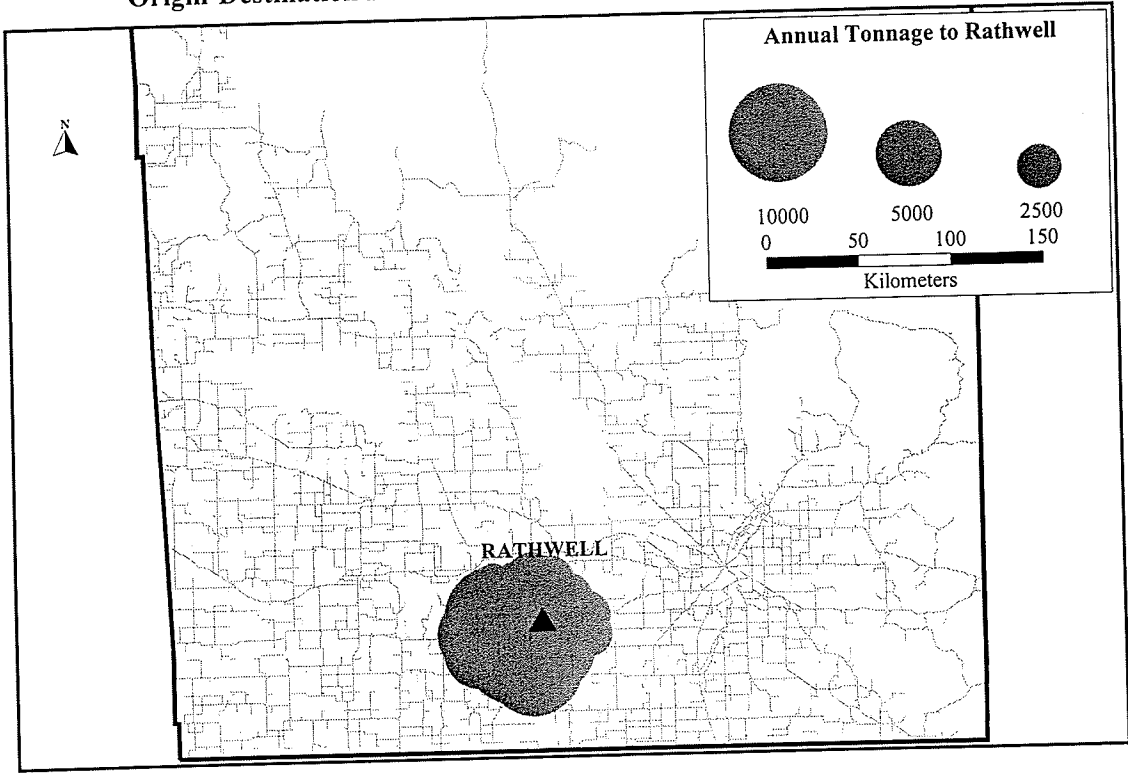 Origin Destination
Annual Tonnage to Rathwell
N
10000 5000 2500
0 50 100 150
Kilometers
RATHWELL